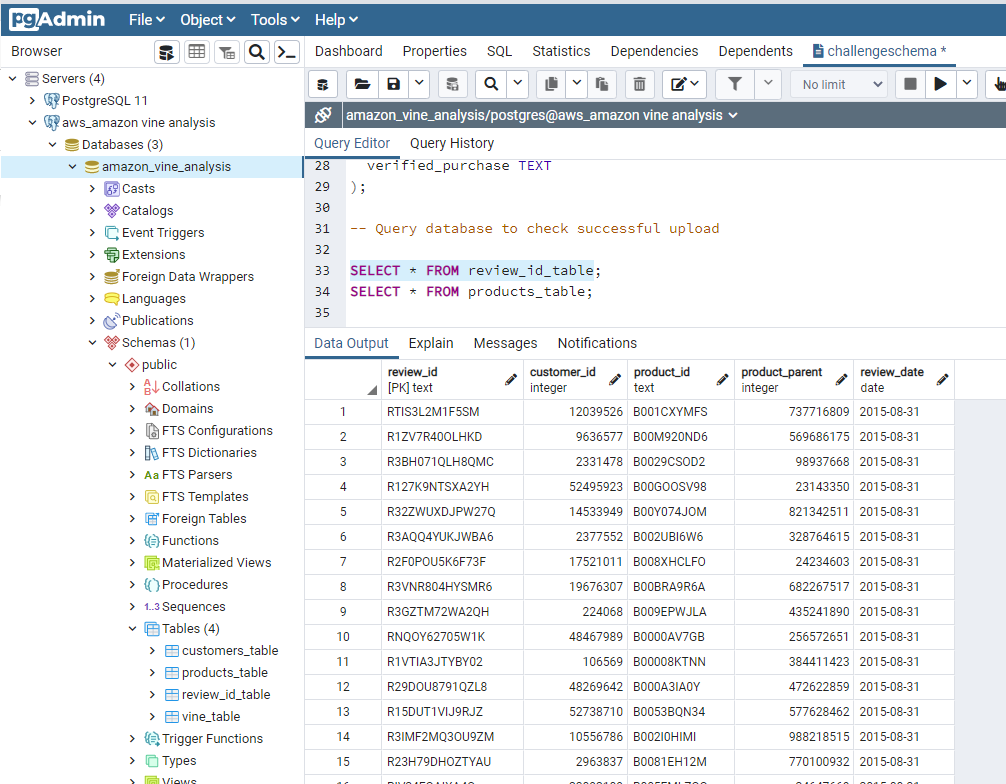 pgAdmin File Object Tools Help
Browser Dashboard Properties SQL Statistics Dependencies Dependents challengeschema *
No limit
amazon_vine_analysis/postgres@aws_amazon vine analysis
Query Editor Query History
Servers (4)
PostgreSQL 11
aws_amazon vine analysis
Databases (3)
amazon_vine_analysis
Casts
Catalogs
Event Triggers
Extensions
Foreign Data Wrappers
Languages
Publications
Schemas (1)
public
Collations
Domains
FTS Configurations
FTS Dictionaries
Aa FTS Parsers
FTS Templates
Foreign Tables
Functions
Materialized Views
Procedures
1..3 Sequences
Tables (4)
customers_table
products_table
review_id_table
vine_table
Trigger Functions
Types
Views
28 verified_purchase TEXT
29 );
30
31 -- Query database to check successful upload
32
33 SELECT * FROM review_id_table;
34 SELECT * FROM products_table;
35
Data Output Explain Messages Notifications
review_id customer_id product_id product_parent review_date
[PK] text integer text integer date
1 RTIS3L2M1F5SM 12039526 B001CXYMFS 737716809 2015-08-31
2 R1ZV7R40OLHKD 9636577 B00M920ND6 569686175 2015-08-31
3 R3BH071QLH8QMC 2331478 B0029CSOD2 98937668 2015-08-31
4 R127K9NTSXA2YH 52495923 B00GOOSV98 23143350 2015-08-31
5 R32ZWUXDJPW27Q 14533949 B00Y074JOM 821342511 2015-08-31
6 R3AQQ4YUKJWBA6 2377552 B002UBI6W6 328764615 2015-08-31
7 R2F0POU5K6F73F 17521011 B008XHCLFO 24234603 2015-08-31
8 R3VNR804HYSMR6 19676307 B00BRA9R6A 682267517 2015-08-31
9 R3GZTM72WA2QH 224068 B009EPWJLA 435241890 2015-08-31
10 RNQOY62705W1K 48467989 B0000AV7GB 256572651 2015-08-31
11 R1VTIA3JTYBY02 106569 B00008KTNN 384411423 2015-08-31
12 R29DOU8791QZL8 48269642 B000A3IA0Y 472622859 2015-08-31
13 R15DUT1VIJ9RJZ 52738710 B0053BQN34 577628462 2015-08-31
14 R3IMF2MQ3OU9ZM 10556786 B002I0HIMI 988218515 2015-08-31
15 R23H79DHOZTYAU 2963837 B0081EH12M 770100932 2015-08-31